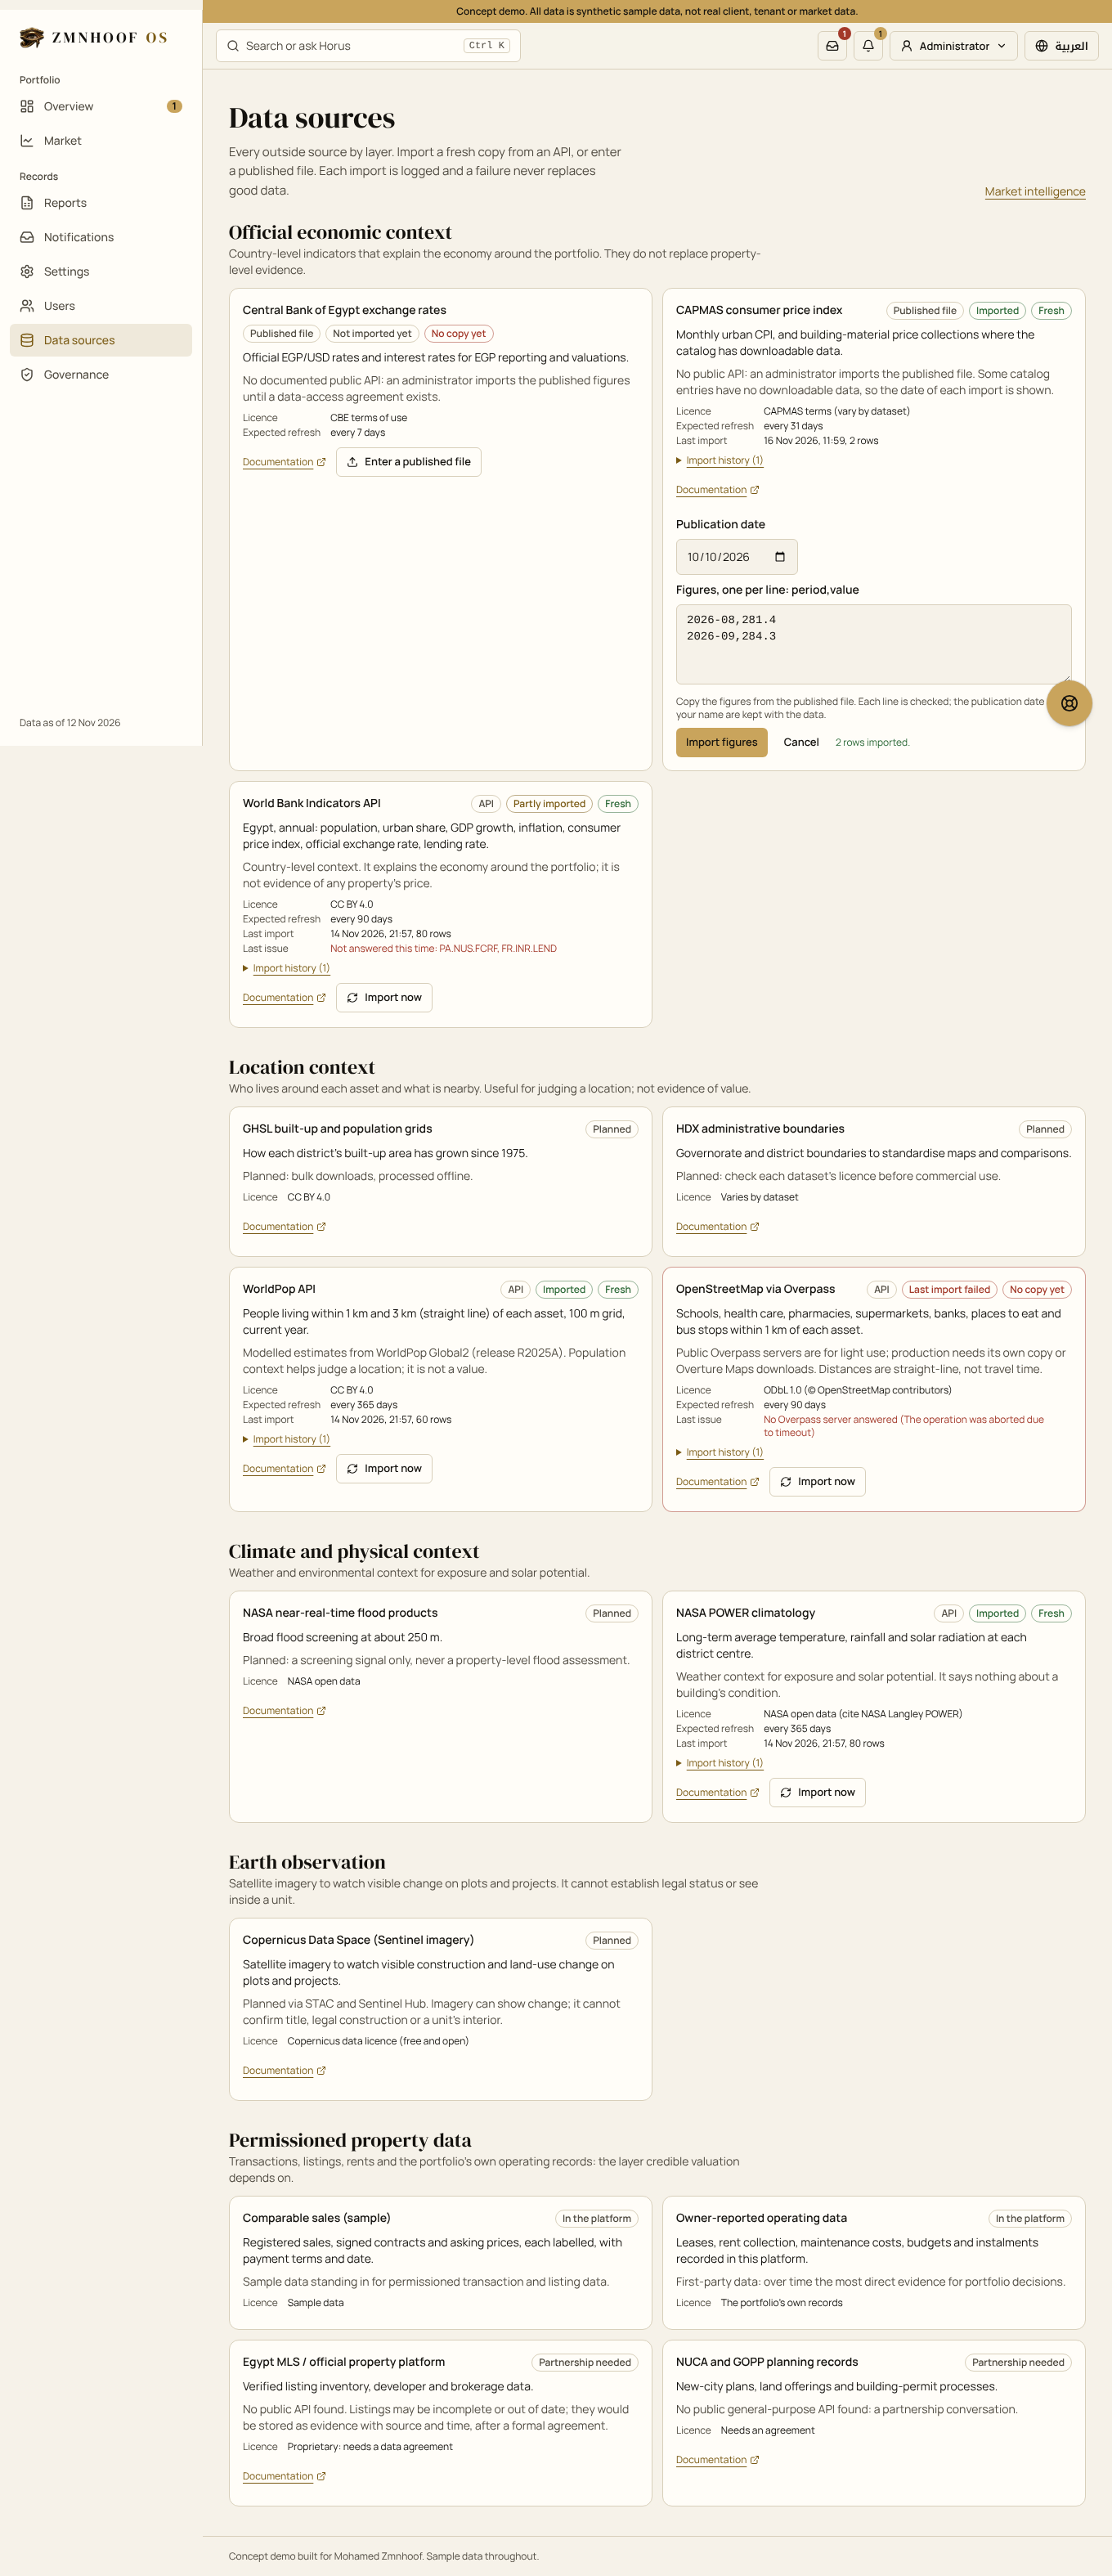 Concept demo. All data is synthetic sample data, not real client, tenant or market data.
ZMNHOOF OS
Search or ask Horus
Ctrl K
1
1
Administrator
العربية
Portfolio
Overview
1
Market
Records
Reports
Notifications
Settings
Users
Data sources
Governance
Data as of 12 Nov 2026
Data sources
Every outside source by layer. Import a fresh copy from an API, or enter
a published file. Each import is logged and a failure never replaces
good data.
Market intelligence
Official economic context
Country-level indicators that explain the economy around the portfolio. They do not replace property-
level evidence.
Central Bank of Egypt exchange rates
Published file
Not imported yet
No copy yet
Official EGP/USD rates and interest rates for EGP reporting and valuations.
No documented public API: an administrator imports the published figures
until a data-access agreement exists.
Licence CBE terms of use
Expected refresh every 7 days
Documentation
Enter a published file
CAPMAS consumer price index
Published file
Imported
Fresh
Monthly urban CPI, and building-material price collections where the
catalog has downloadable data.
No public API: an administrator imports the published file. Some catalog
entries have no downloadable data, so the date of each import is shown.
Licence CAPMAS terms (vary by dataset)
Expected refresh every 31 days
Last import 16 Nov 2026, 11:59, 2 rows
Import history (1)
Documentation
Publication date
10/10/2026
Figures, one per line: period,value
2026-08,281.4
2026-09,284.3
Copy the figures from the published file. Each line is checked; the publication date
your name are kept with the data.
Import figures
Cancel
2 rows imported.
World Bank Indicators API
API
Partly imported
Fresh
Egypt, annual: population, urban share, GDP growth, inflation, consumer
price index, official exchange rate, lending rate.
Country-level context. It explains the economy around the portfolio; it is
not evidence of any property's price.
Licence CC BY 4.0
Expected refresh every 90 days
Last import 14 Nov 2026, 21:57, 80 rows
Last issue Not answered this time: PA.NUS.FCRF, FR.INR.LEND
Import history (1)
Documentation
Import now
Location context
Who lives around each asset and what is nearby. Useful for judging a location; not evidence of value.
GHSL built-up and population grids
Planned
How each district's built-up area has grown since 1975.
Planned: bulk downloads, processed offline.
Licence CC BY 4.0
Documentation
HDX administrative boundaries
Planned
Governorate and district boundaries to standardise maps and comparisons.
Planned: check each dataset's licence before commercial use.
Licence Varies by dataset
Documentation
WorldPop API
API
Imported
Fresh
People living within 1 km and 3 km (straight line) of each asset, 100 m grid,
current year.
Modelled estimates from WorldPop Global2 (release R2025A). Population
context helps judge a location; it is not a value.
Licence CC BY 4.0
Expected refresh every 365 days
Last import 14 Nov 2026, 21:57, 60 rows
Import history (1)
Documentation
Import now
OpenStreetMap via Overpass
API
Last import failed
No copy yet
Schools, health care, pharmacies, supermarkets, banks, places to eat and
bus stops within 1 km of each asset.
Public Overpass servers are for light use; production needs its own copy or
Overture Maps downloads. Distances are straight-line, not travel time.
Licence ODbL 1.0 (© OpenStreetMap contributors)
Expected refresh every 90 days
Last issue No Overpass server answered (The operation was aborted due
to timeout)
Import history (1)
Documentation
Import now
Climate and physical context
Weather and environmental context for exposure and solar potential.
NASA near-real-time flood products
Planned
Broad flood screening at about 250 m.
Planned: a screening signal only, never a property-level flood assessment.
Licence NASA open data
Documentation
NASA POWER climatology
API
Imported
Fresh
Long-term average temperature, rainfall and solar radiation at each
district centre.
Weather context for exposure and solar potential. It says nothing about a
building's condition.
Licence NASA open data (cite NASA Langley POWER)
Expected refresh every 365 days
Last import 14 Nov 2026, 21:57, 80 rows
Import history (1)
Documentation
Import now
Earth observation
Satellite imagery to watch visible change on plots and projects. It cannot establish legal status or see
inside a unit.
Copernicus Data Space (Sentinel imagery)
Planned
Satellite imagery to watch visible construction and land-use change on
plots and projects.
Planned via STAC and Sentinel Hub. Imagery can show change; it cannot
confirm title, legal construction or a unit's interior.
Licence Copernicus data licence (free and open)
Documentation
Permissioned property data
Transactions, listings, rents and the portfolio's own operating records: the layer credible valuation
depends on.
Comparable sales (sample)
In the platform
Registered sales, signed contracts and asking prices, each labelled, with
payment terms and date.
Sample data standing in for permissioned transaction and listing data.
Licence Sample data
Owner-reported operating data
In the platform
Leases, rent collection, maintenance costs, budgets and instalments
recorded in this platform.
First-party data: over time the most direct evidence for portfolio decisions.
Licence The portfolio's own records
Egypt MLS / official property platform
Partnership needed
Verified listing inventory, developer and brokerage data.
No public API found. Listings may be incomplete or out of date; they would
be stored as evidence with source and time, after a formal agreement.
Licence Proprietary: needs a data agreement
Documentation
NUCA and GOPP planning records
Partnership needed
New-city plans, land offerings and building-permit processes.
No public general-purpose API found: a partnership conversation.
Licence Needs an agreement
Documentation
Concept demo built for Mohamed Zmnhoof. Sample data throughout.